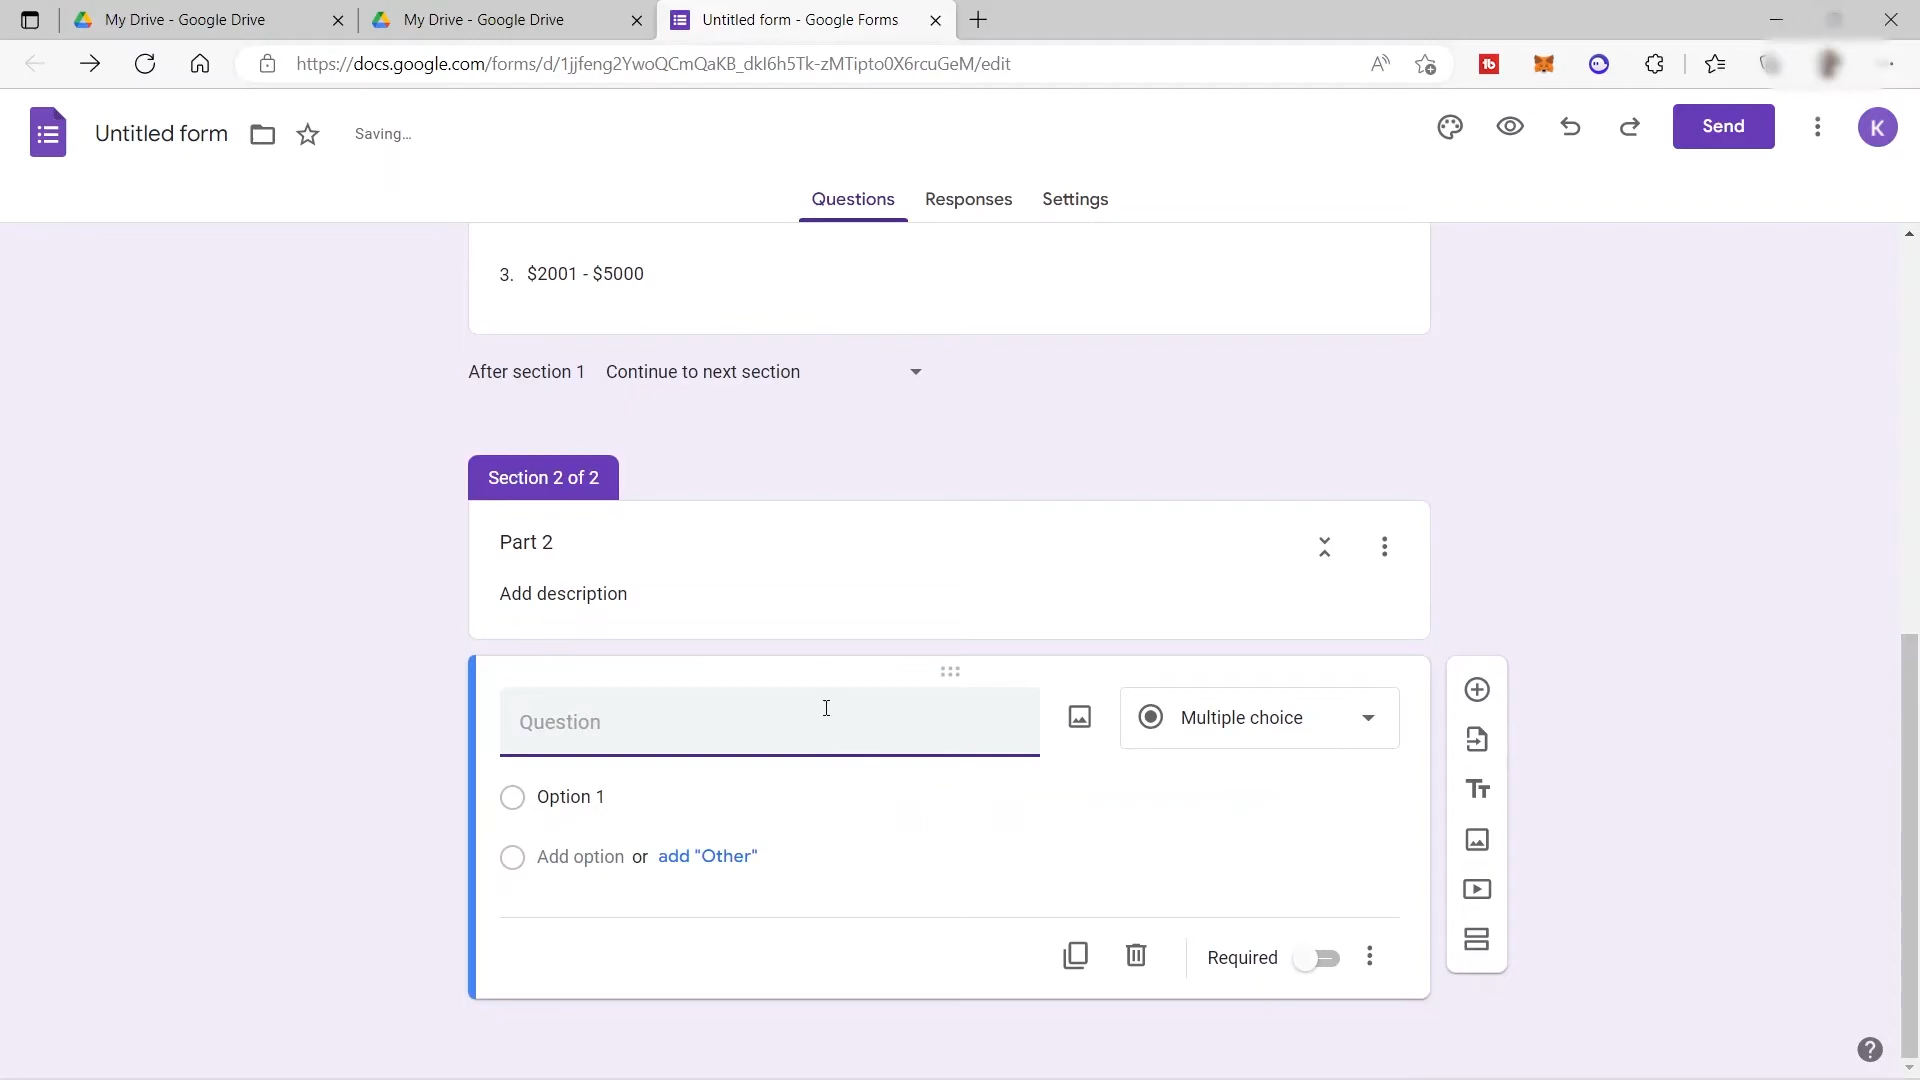 My Drive - Google Drive
My Drive - Google Drive
Untitled form - Google Forms
https://docs.google.com/forms/d/1jjfeng2YwoQCmQaKB_dkI6h5Tk-zMTipto0X6rcuGeM/edit
Untitled form
Saving…
Send
K
Questions
Responses
Settings
3. $2001 - $5000
After section 1 Continue to next section
Section 2 of 2
Part 2
Add description
Question
Multiple choice
Option 1
Add option or add "Other"
Required